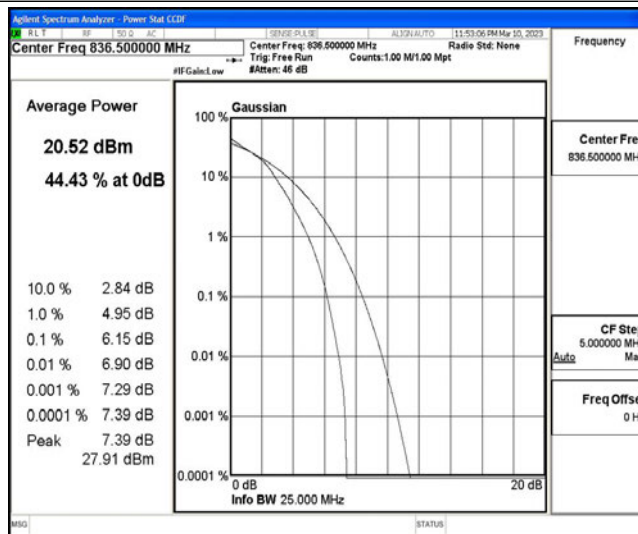 Agilent Spectrum Analyzer - Power Stat CCDF
RLT RF 50 Ω AC SENSE:PULSE ALIGN AUTO 11:53:06 PM Mar 10, 2023
Center Freq 836.500000 MHz
Center Freq: 836.500000 MHz Radio Std: None
Trig: Free Run Counts:1.00 M/1.00 Mpt
#IFGain:Low #Atten: 46 dB
Frequency
Average Power
20.52 dBm
44.43 % at 0dB
10.0 % 2.84 dB
1.0 % 4.95 dB
0.1 % 6.15 dB
0.01 % 6.90 dB
0.001 % 7.29 dB
0.0001 % 7.39 dB
Peak 7.39 dB
27.91 dBm
Gaussian
100 %
10 %
1 %
0.1 %
0.01 %
0.001 %
0.0001 %
0 dB 20 dB
Info BW 25.000 MHz
Center Fre
836.500000 MH
CF Ste
5.000000 MH
Auto Ma
Freq Offse
0 H
MSG STATUS